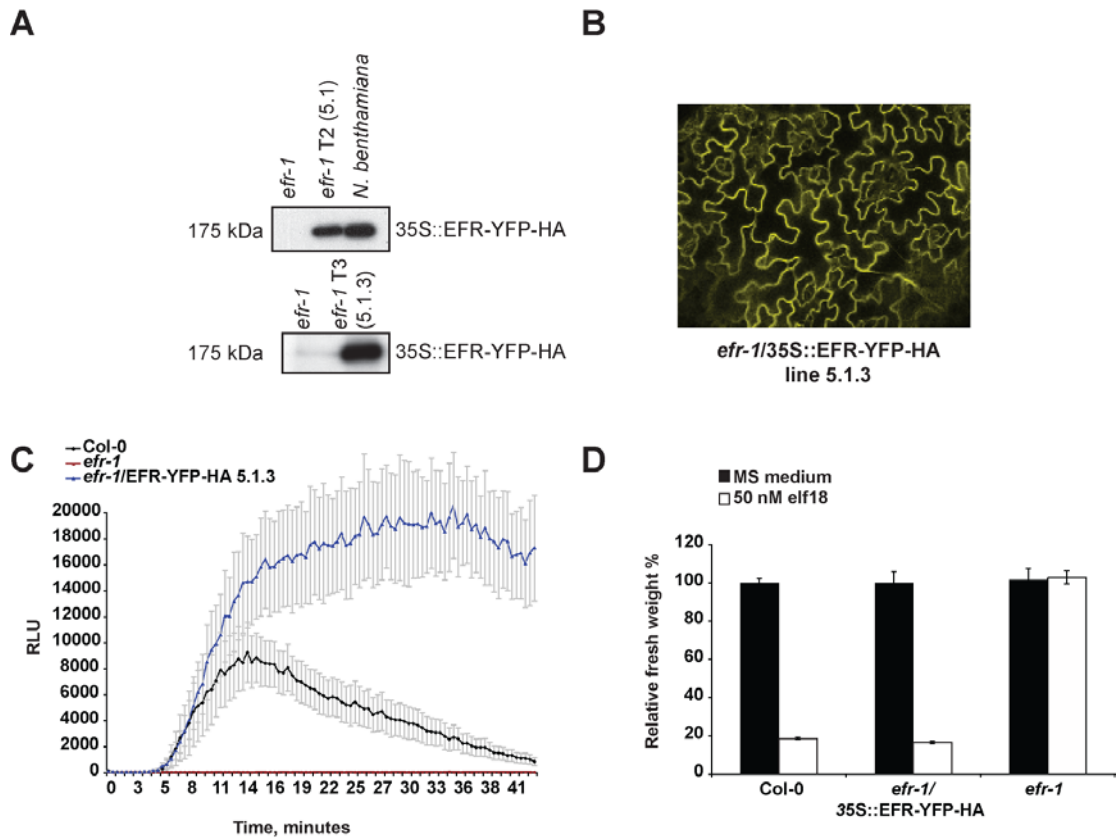 A
efr-1
efr-1 T2 (5.1)
N. benthamiana
175 kDa
35S::EFR-YFP-HA
efr-1
efr-1 T3
(5.1.3)
175 kDa
35S::EFR-YFP-HA
B
efr-1/35S::EFR-YFP-HA
line 5.1.3
C
Col-0
efr-1
efr-1/EFR-YFP-HA 5.1.3
20000
18000
16000
14000
12000
10000
8000
6000
4000
2000
0
RLU
0 3 5 8 11 14 16 19 22 25 27 30 33 36 38 41
Time, minutes
D
MS medium
50 nM elf18
120
100
80
60
40
20
0
Relative fresh weight %
Col-0 efr-1/ efr-1
35S::EFR-YFP-HA